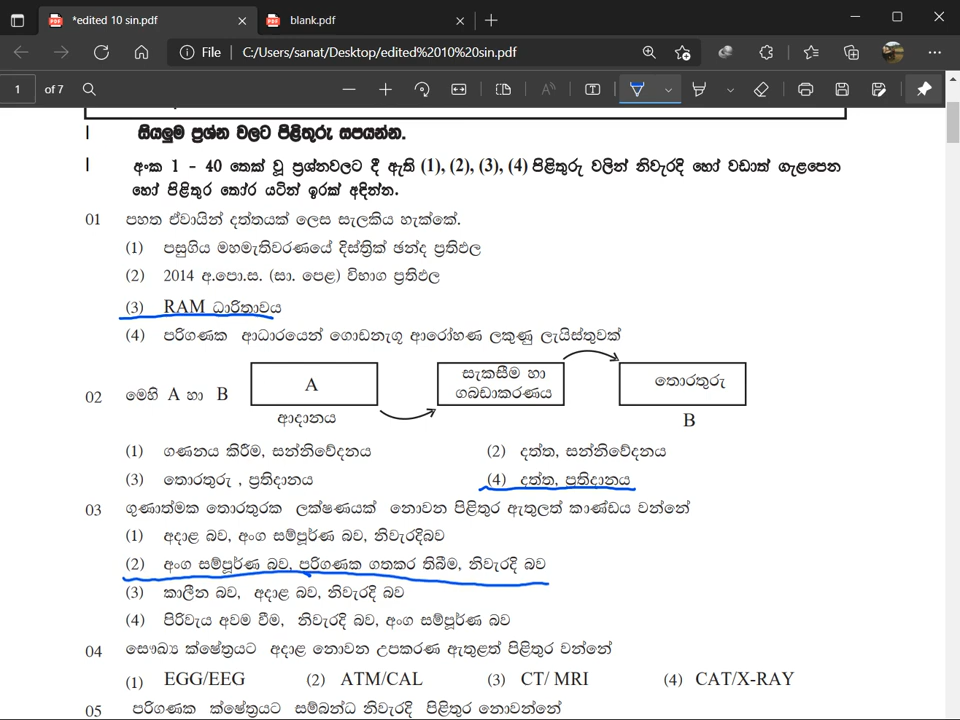 *edited 10 sin.pdf
blank.pdf
File C:/Users/sanat/Desktop/edited%2010%20sin.pdf
1 of 7
I සියලුම ප්‍රශ්න වලට පිළිතුරු සපයන්න.
I අංක 1 - 40 තෙක් වූ ප්‍රශ්නවලට දී ඇති (1), (2), (3), (4) පිළිතුරු වලින් නිවැරදි හෝ වඩාත් ගැළපෙන
හෝ පිළිතුර තෝර යටින් ඉරක් අඳින්න.
01 පහත ඒවායින් දත්තයක් ලෙස සැලකිය හැක්කේ.
(1) පසුගිය මහමැතිවරණයේ දිස්ත්‍රික් ඡන්ද ප්‍රතිඵල
(2) 2014 අ.පො.ස. (සා. පෙළ) විභාග ප්‍රතිඵල
(3) RAM ධාරිතාවය
(4) පරිගණක ආධාරයෙන් ගොඩනැගූ ආරෝහණ ලකුණු ලැයිස්තුවක්
02 මෙහි A හා B
A
ආදානය
සැකසීම හා
ගබඩාකරණය
තොරතුරු
B
(1) ගණනය කිරීම, සන්නිවේදනය (2) දත්ත, සන්නිවේදනය
(3) තොරතුරු , ප්‍රතිදානය (4) දත්ත, ප්‍රතිදානය
03 ගුණාත්මක තොරතුරක ලක්ෂණයක් නොවන පිළිතුර ඇතුලත් කාණ්ඩය වන්නේ
(1) අදාළ බව, අංග සම්පූර්ණ බව, නිවැරදිබව
(2) අංග සම්පූර්ණ බව, පරිගණක ගතකර තිබීම, නිවැරදි බව
(3) කාලීන බව, අදාළ බව, නිවැරදි බව
(4) පිරිවැය අවම වීම, නිවැරදි බව, අංග සම්පූර්ණ බව
04 සෞඛ්‍ය ක්ෂේත්‍රයට අදාළ නොවන උපකරණ ඇතුළත් පිළිතුර වන්නේ
(1) EGG/EEG (2) ATM/CAL (3) CT/ MRI (4) CAT/X-RAY
05 පරිගණක ක්ෂේත්‍රයට සම්බන්ධ නිවැරදි පිළිතුර නොවන්නේ